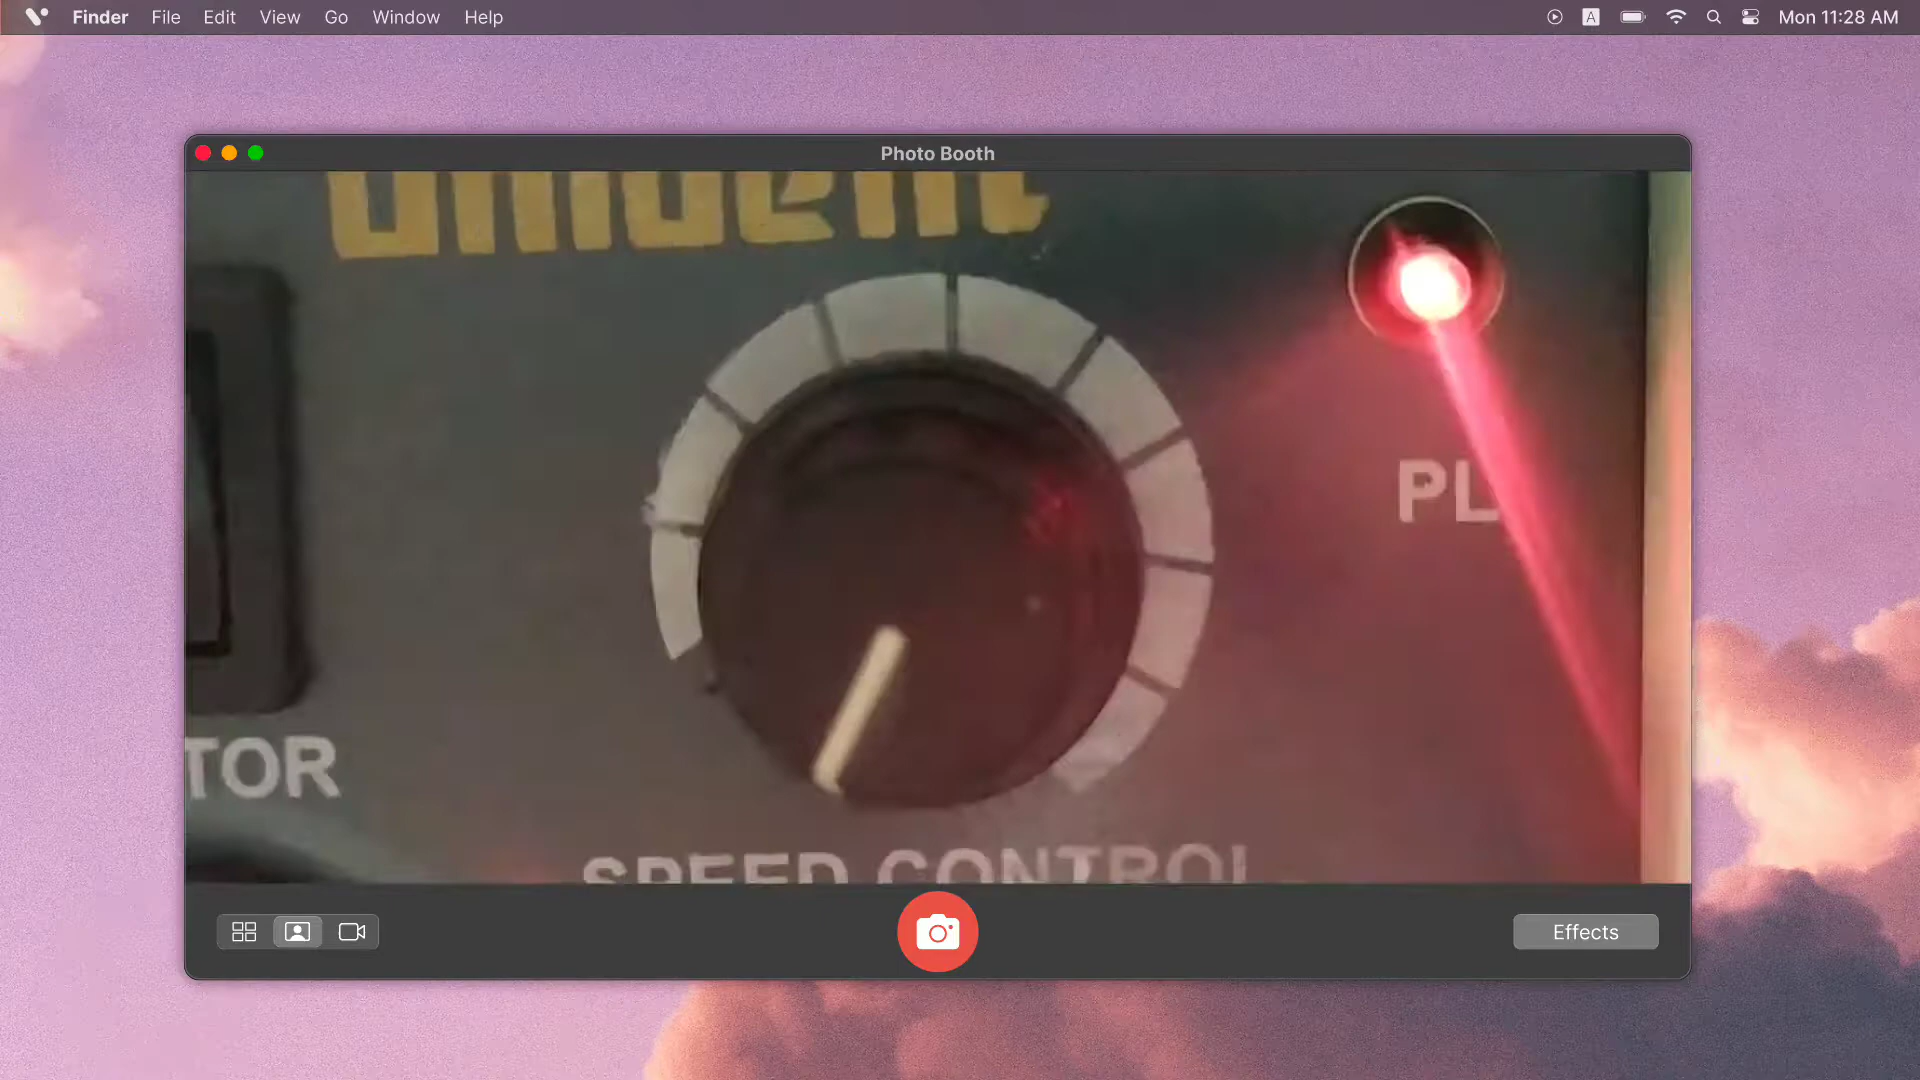 Finder File Edit View Go Window Help
A
Mon 11:28 AM
Photo Booth
PL
TOR
SPEED CONTROL
Effects